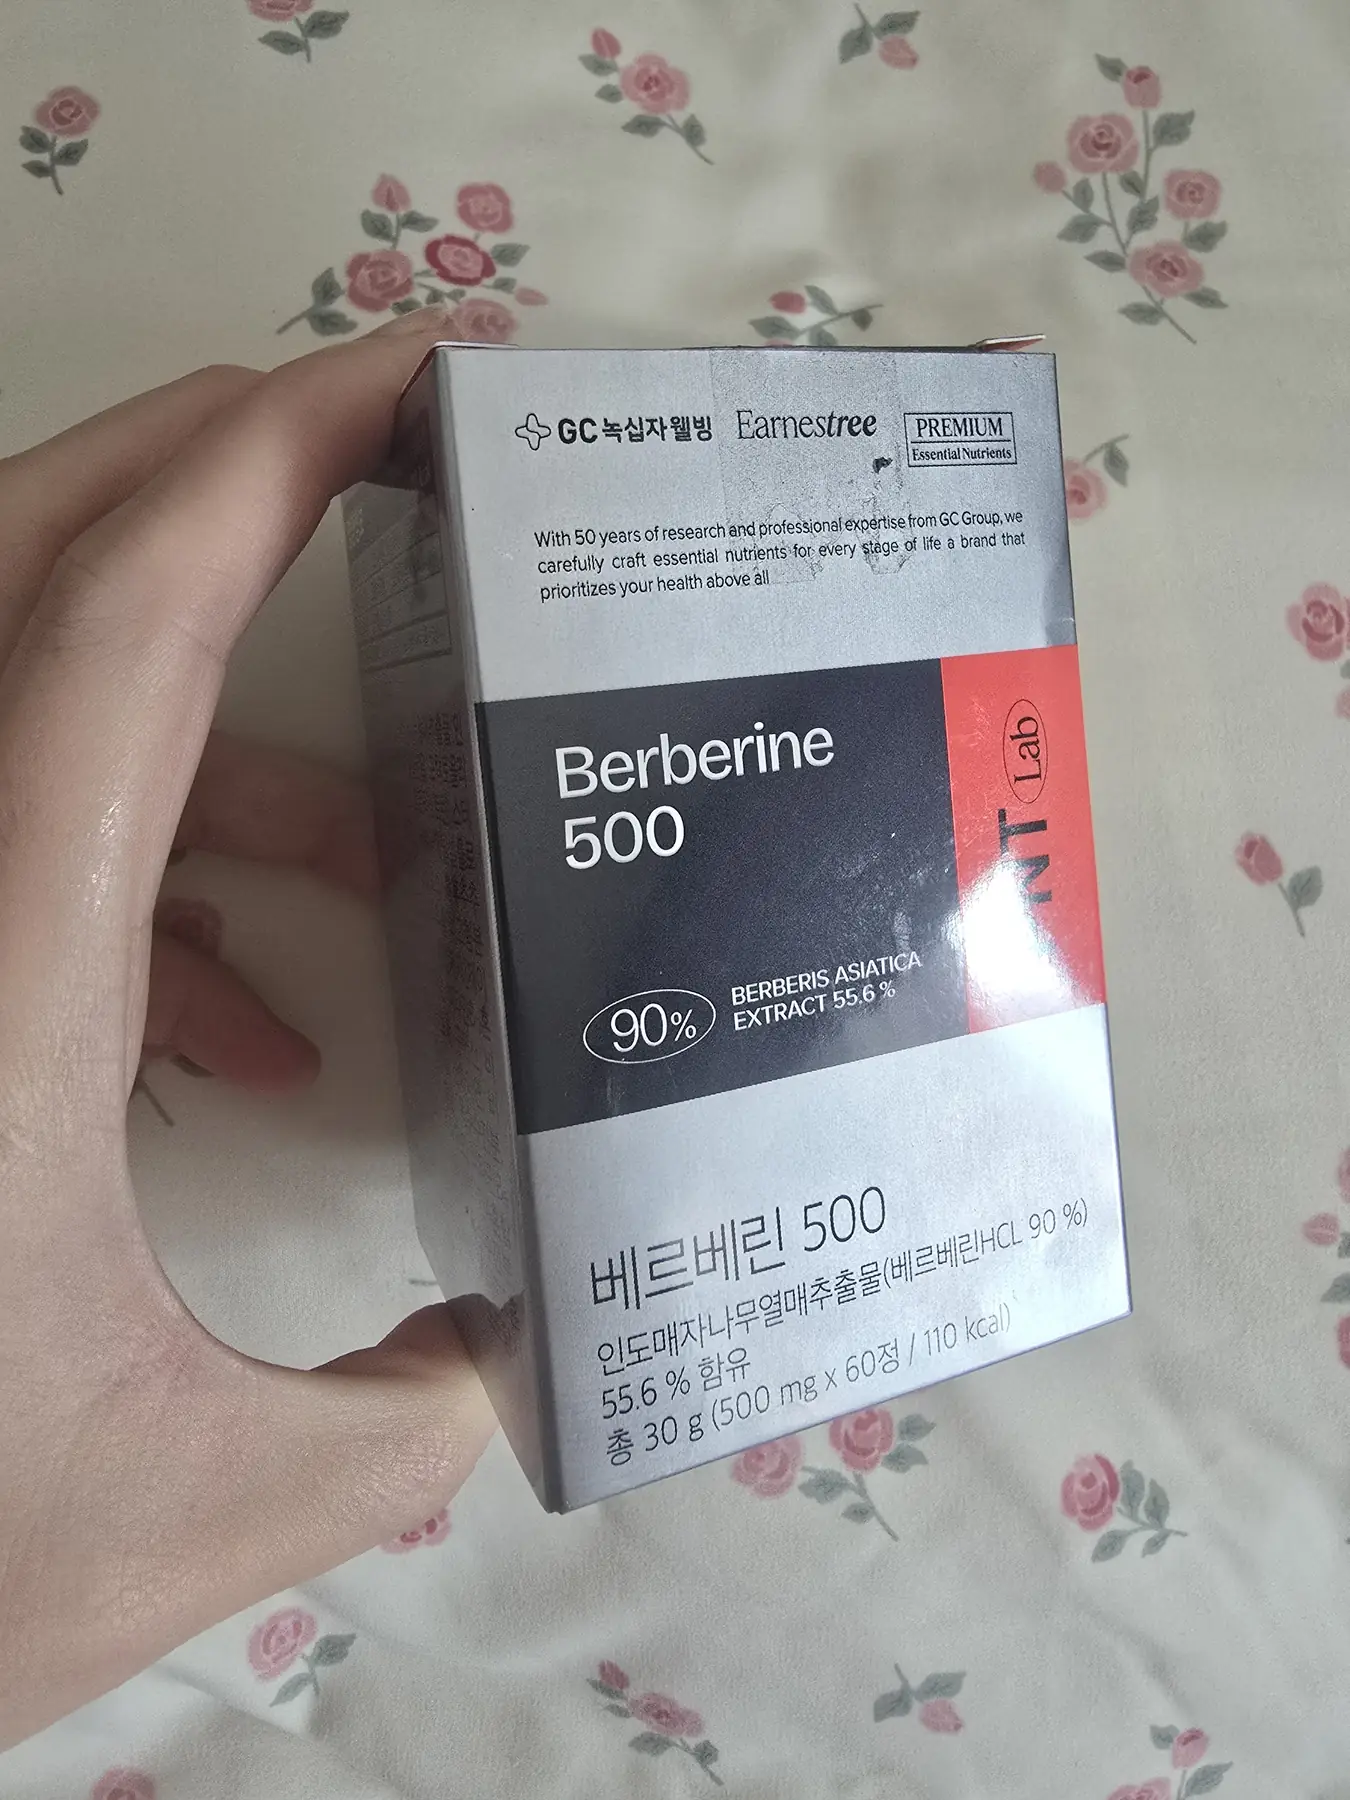 GC녹십자웰빙 Earnestree PREMIUM
Essential Nutrients
With 50 years of research and professional expertise from GC Group, we
carefully craft essential nutrients for every stage of life a brand that
prioritizes your health above all
Berberine
500
NT Lab
90%
BERBERIS ASIATICA
EXTRACT 55.6 %
베르베린 500
인도매자나무열매추출물(베르베린HCL 90 %)
55.6 % 함유
총 30 g (500 mg x 60정 / 110 kcal)